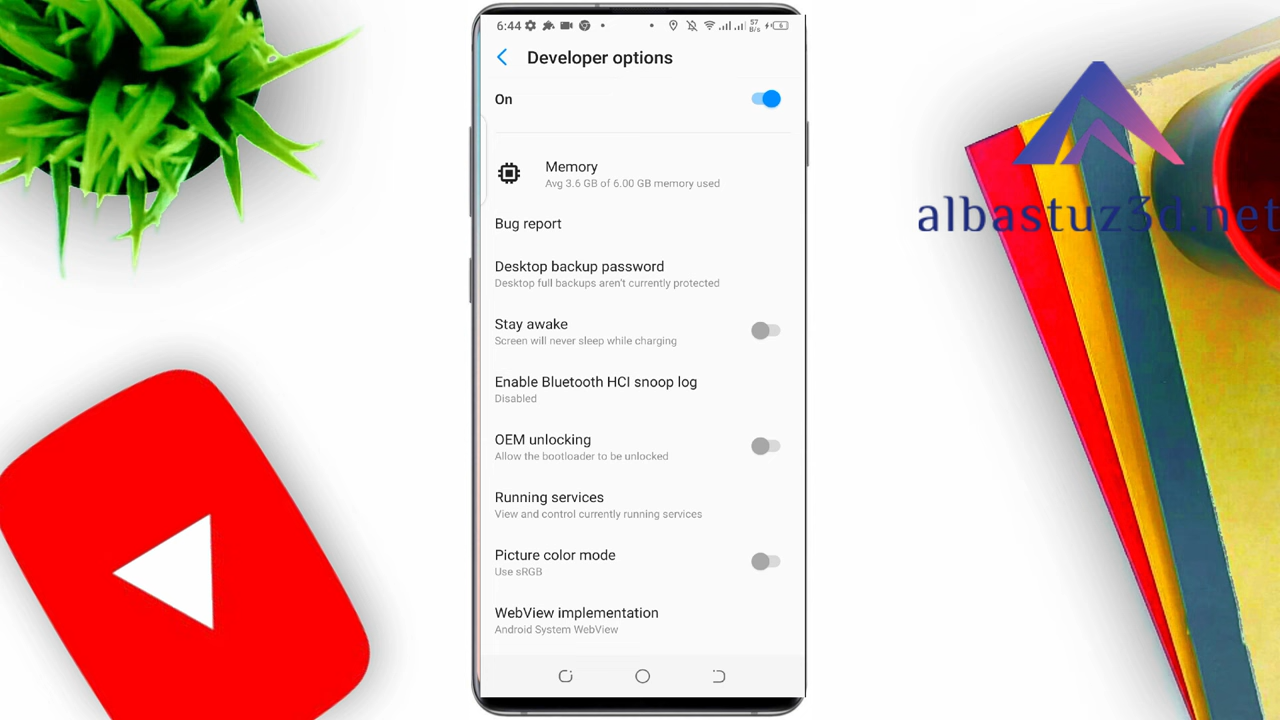 6:44
57
B/s
6
Developer options
On
Memory
Avg 3.6 GB of 6.00 GB memory used
Bug report
Desktop backup password
Desktop full backups aren't currently protected
Stay awake
Screen will never sleep while charging
Enable Bluetooth HCI snoop log
Disabled
OEM unlocking
Allow the bootloader to be unlocked
Running services
View and control currently running services
Picture color mode
Use sRGB
WebView implementation
Android System WebView
albastuz3d.net